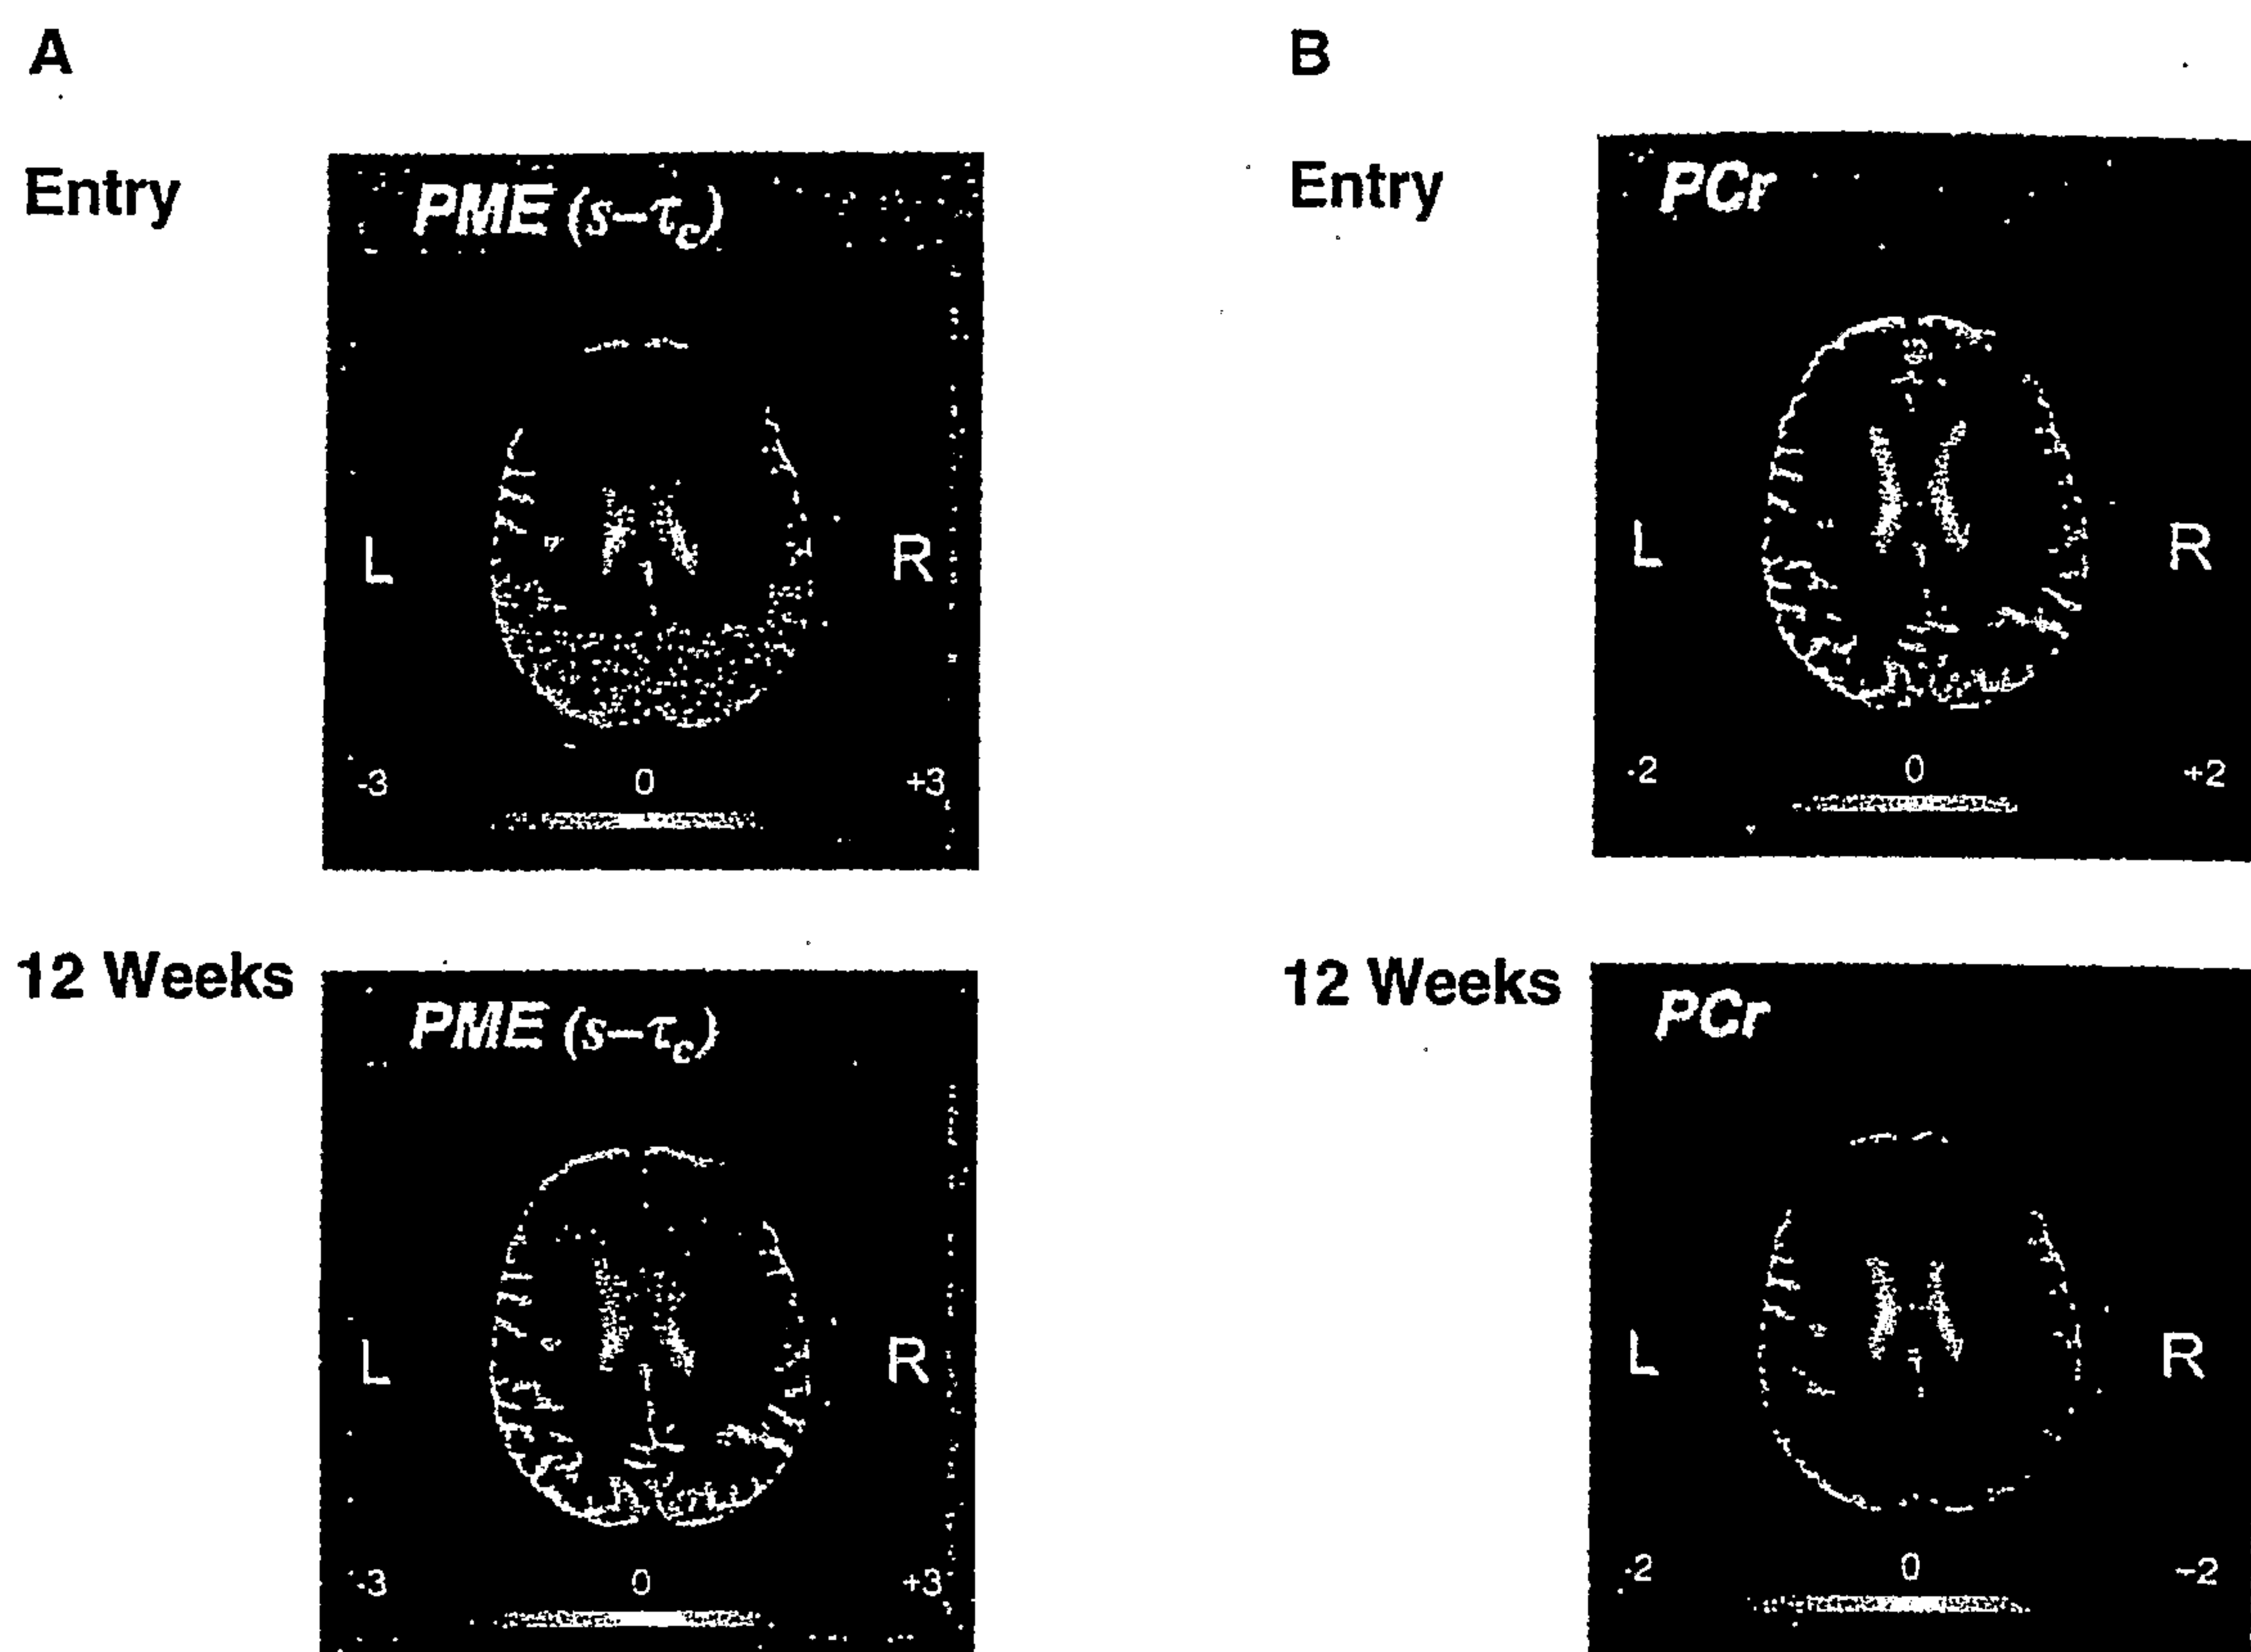 A
Entry
PME (s–τc)
L R
-3 0 +3
12 Weeks
PME (s–τc)
L R
-3 0 +3
B
Entry
PCr
L R
-2 0 +2
12 Weeks
PCr
L R
-2 0 −2